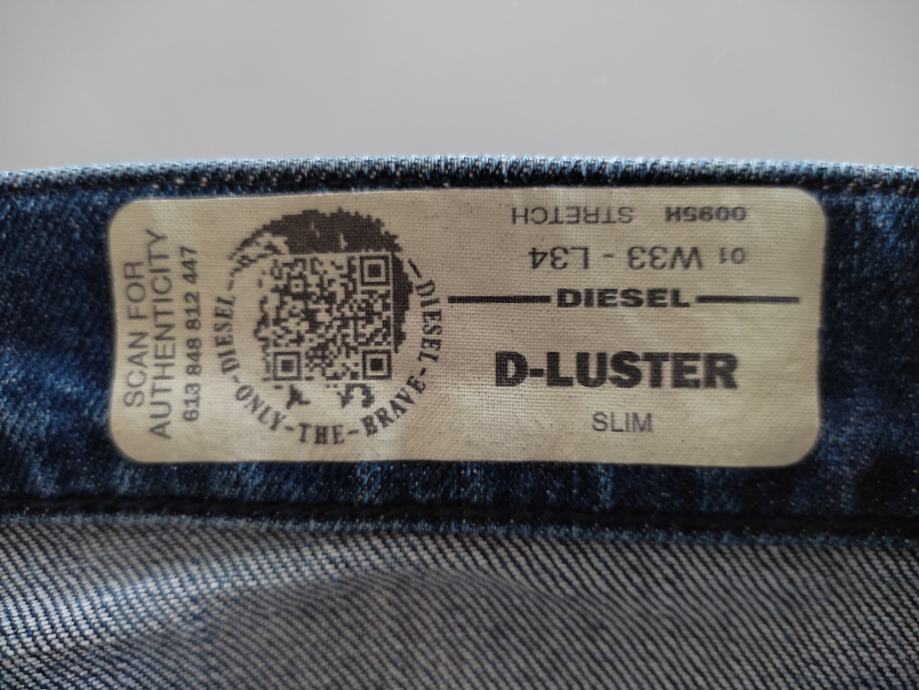 SCAN FOR
AUTHENTICITY
613 848 812 447
DIESEL-ONLY-THE-BRAVE-DIESEL
0095H STRETCH
01 W33 - L34
DIESEL
D-LUSTER
SLIM